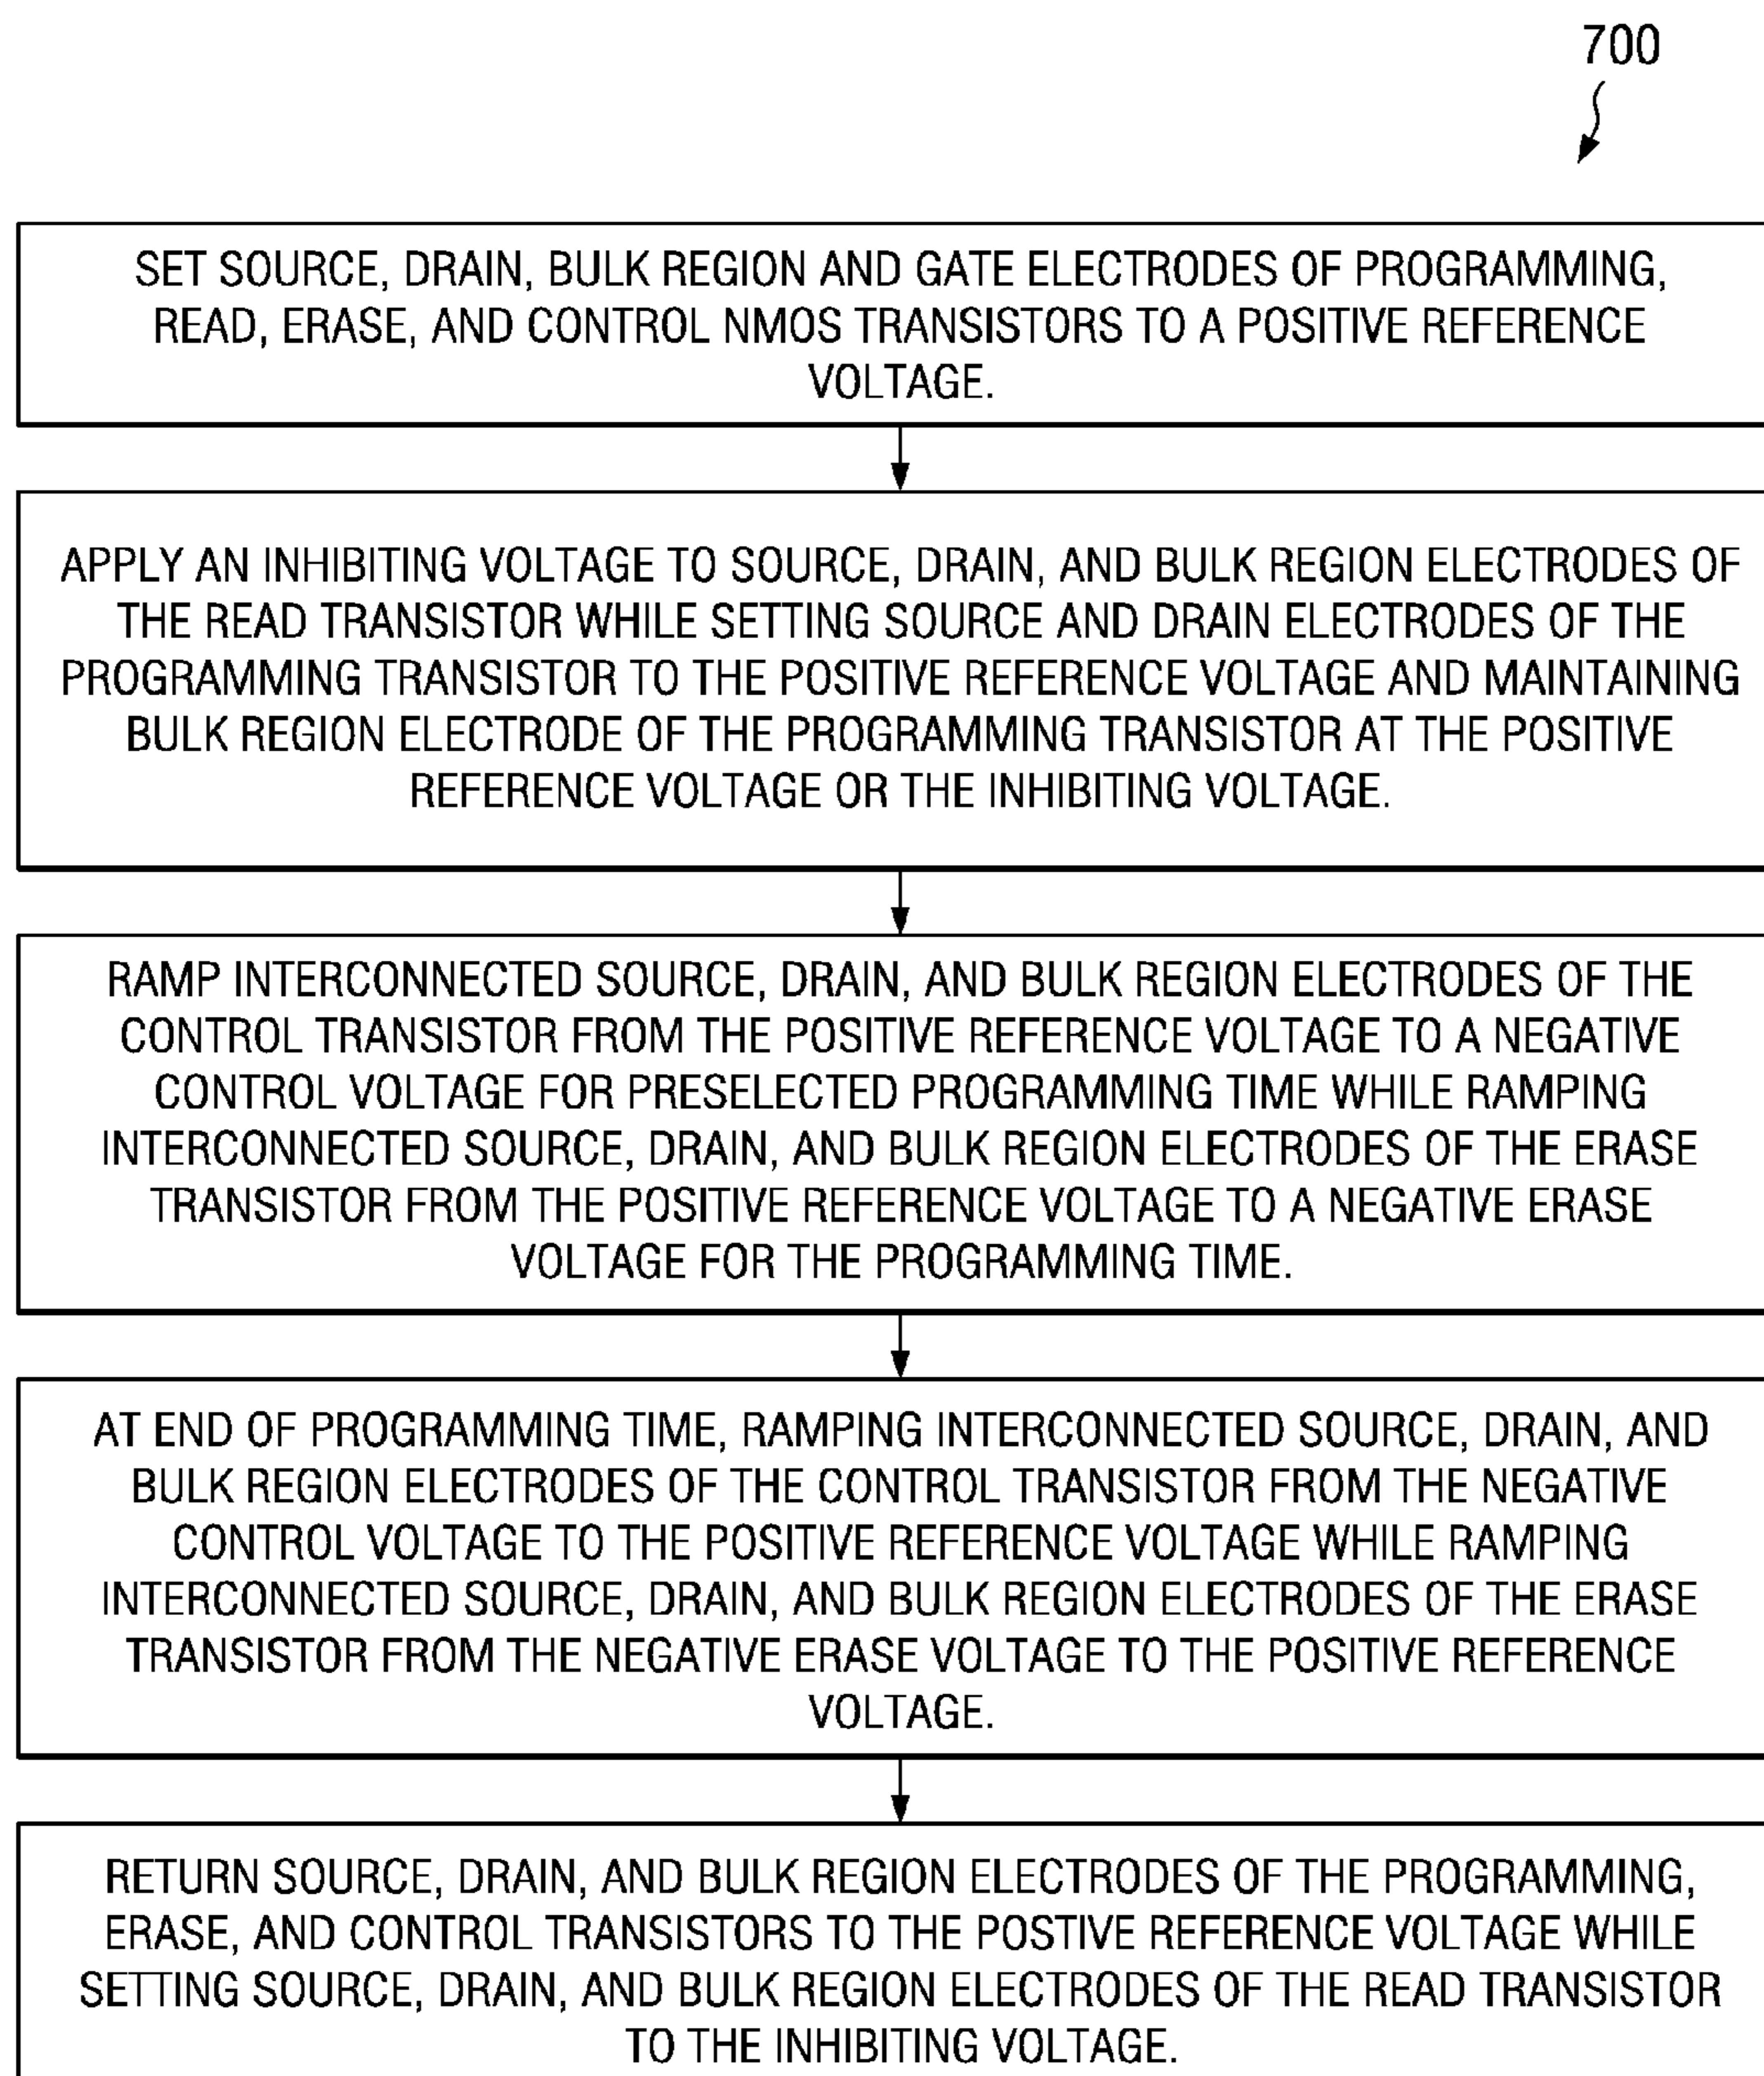 700
SET SOURCE, DRAIN, BULK REGION AND GATE ELECTRODES OF PROGRAMMING,
READ, ERASE, AND CONTROL NMOS TRANSISTORS TO A POSITIVE REFERENCE
VOLTAGE.
APPLY AN INHIBITING VOLTAGE TO SOURCE, DRAIN, AND BULK REGION ELECTRODES OF
THE READ TRANSISTOR WHILE SETTING SOURCE AND DRAIN ELECTRODES OF THE
PROGRAMMING TRANSISTOR TO THE POSITIVE REFERENCE VOLTAGE AND MAINTAINING
BULK REGION ELECTRODE OF THE PROGRAMMING TRANSISTOR AT THE POSITIVE
REFERENCE VOLTAGE OR THE INHIBITING VOLTAGE.
RAMP INTERCONNECTED SOURCE, DRAIN, AND BULK REGION ELECTRODES OF THE
CONTROL TRANSISTOR FROM THE POSITIVE REFERENCE VOLTAGE TO A NEGATIVE
CONTROL VOLTAGE FOR PRESELECTED PROGRAMMING TIME WHILE RAMPING
INTERCONNECTED SOURCE, DRAIN, AND BULK REGION ELECTRODES OF THE ERASE
TRANSISTOR FROM THE POSITIVE REFERENCE VOLTAGE TO A NEGATIVE ERASE
VOLTAGE FOR THE PROGRAMMING TIME.
AT END OF PROGRAMMING TIME, RAMPING INTERCONNECTED SOURCE, DRAIN, AND
BULK REGION ELECTRODES OF THE CONTROL TRANSISTOR FROM THE NEGATIVE
CONTROL VOLTAGE TO THE POSITIVE REFERENCE VOLTAGE WHILE RAMPING
INTERCONNECTED SOURCE, DRAIN, AND BULK REGION ELECTRODES OF THE ERASE
TRANSISTOR FROM THE NEGATIVE ERASE VOLTAGE TO THE POSITIVE REFERENCE
VOLTAGE.
RETURN SOURCE, DRAIN, AND BULK REGION ELECTRODES OF THE PROGRAMMING,
ERASE, AND CONTROL TRANSISTORS TO THE POSTIVE REFERENCE VOLTAGE WHILE
SETTING SOURCE, DRAIN, AND BULK REGION ELECTRODES OF THE READ TRANSISTOR
TO THE INHIBITING VOLTAGE.